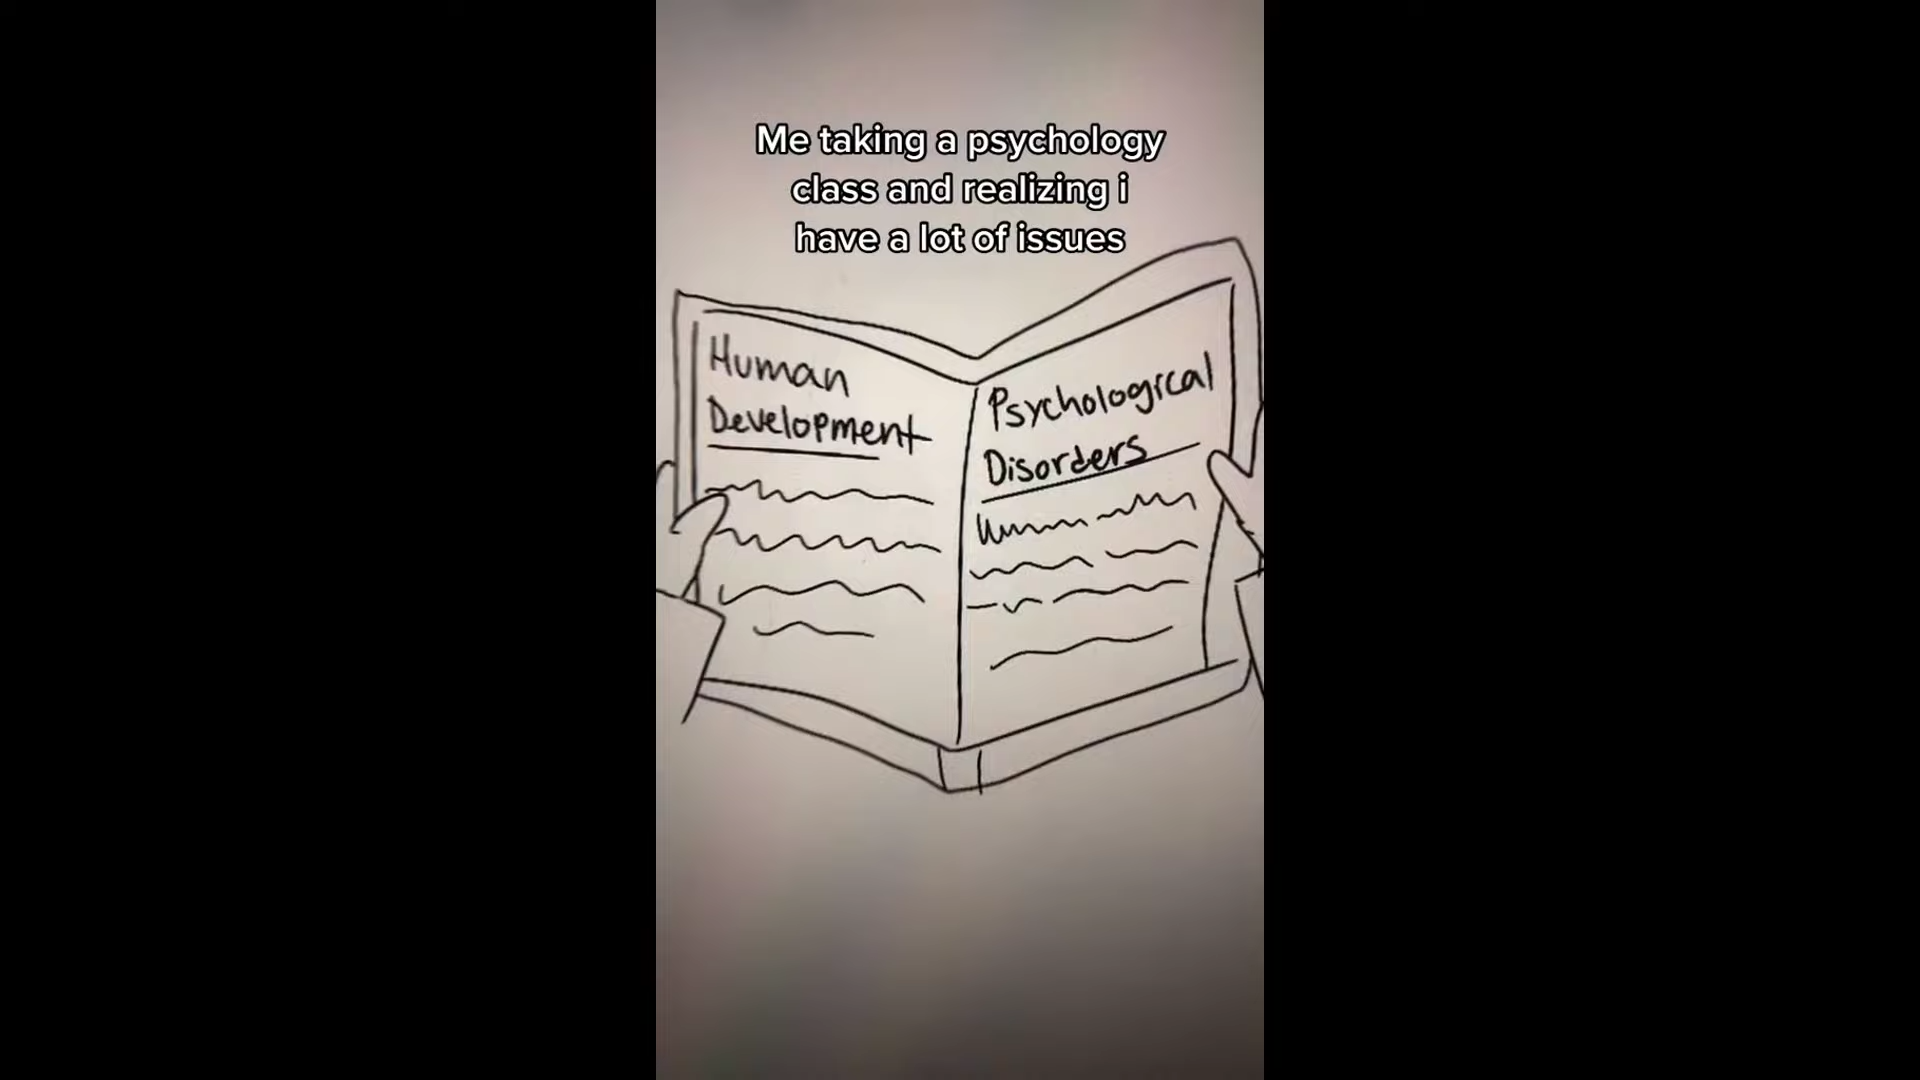 Me taking a psychology
class and realizing i
have a lot of issues
Human
Development
Psychological
Disorders